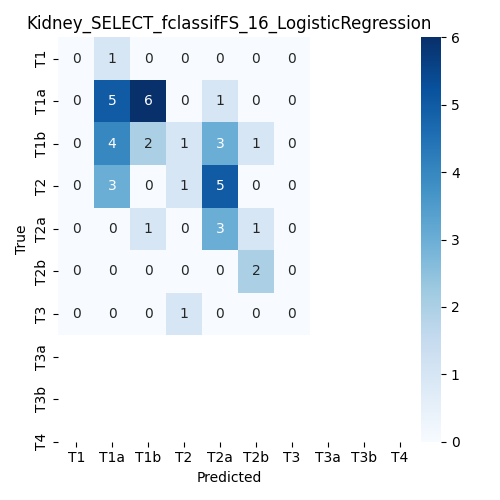 Kidney_SELECT_fclassifFS_16_LogisticRegression
T1 0 1 0 0 0 0 0
T1a 0 5 6 0 1 0 0
T1b 0 4 2 1 3 1 0
T2 0 3 0 1 5 0 0
T2a 0 0 1 0 3 1 0
T2b 0 0 0 0 0 2 0
T3 0 0 0 1 0 0 0
T3a
T3b
T4
T1 T1a T1b T2 T2a T2b T3 T3a T3b T4
Predicted
True
6
5
4
3
2
1
0